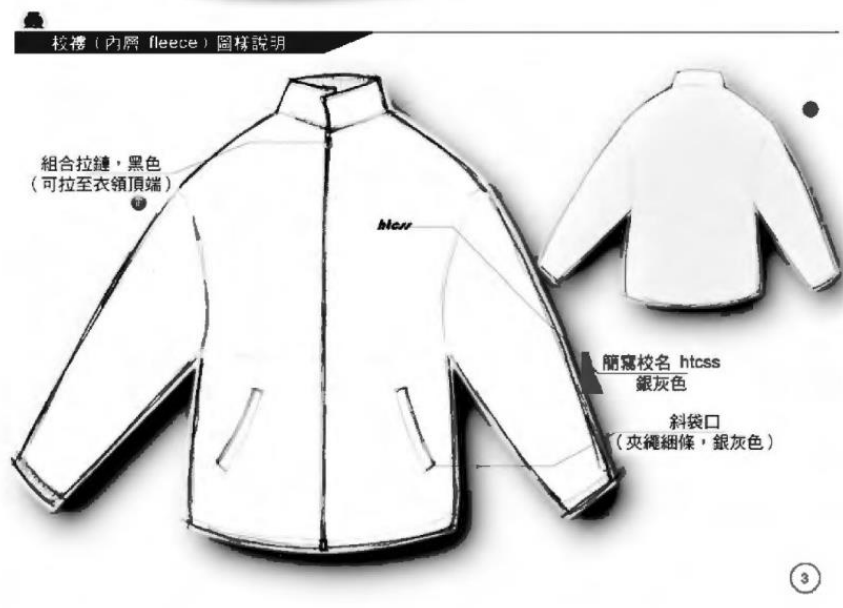 校褸（內層 fleece）圖樣說明
組合拉鏈，黑色
（可拉至衣領頂端）
htcss
簡寫校名 htcss
銀灰色
斜袋口
（夾繩細條，銀灰色）
3